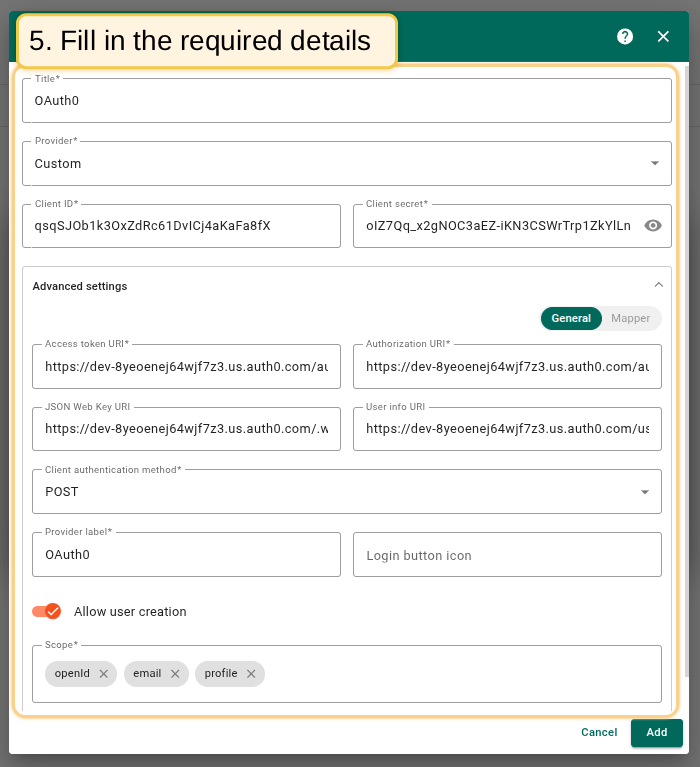 5. Fill in the required details
Title*
OAuth0
Provider*
Custom
Client ID* Client secret*
qsqSJOb1k3OxZdRc61DvICj4aKaFa8fX oIZ7Qq_x2gNOC3aEZ-iKN3CSWrTrp1ZkYlLn
Advanced settings
General Mapper
Access token URI* Authorization URI*
https://dev-8yeoenej64wjf7z3.us.auth0.com/au https://dev-8yeoenej64wjf7z3.us.auth0.com/au
JSON Web Key URI User info URI
https://dev-8yeoenej64wjf7z3.us.auth0.com/.w https://dev-8yeoenej64wjf7z3.us.auth0.com/us
Client authentication method*
POST
Provider label*
OAuth0 Login button icon
Allow user creation
Scope*
openId email profile
Cancel Add